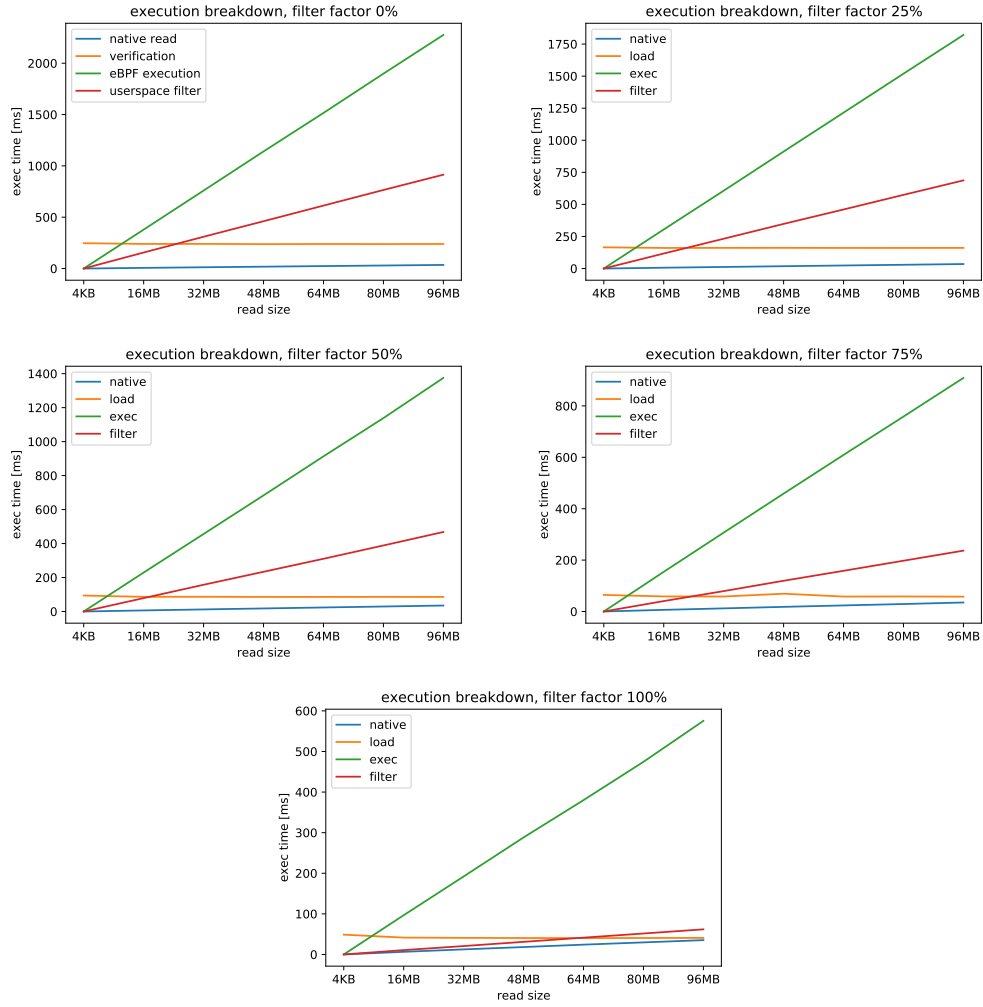 execution breakdown, filter factor 0%
native read
verification
eBPF execution
userspace filter
2000
1500
1000
500
0
exec time [ms]
4KB 16MB 32MB 48MB 64MB 80MB 96MB
read size
execution breakdown, filter factor 25%
native
load
exec
filter
1750
1500
1250
1000
750
500
250
0
exec time [ms]
4KB 16MB 32MB 48MB 64MB 80MB 96MB
read size
execution breakdown, filter factor 50%
native
load
exec
filter
1400
1200
1000
800
600
400
200
0
exec time [ms]
4KB 16MB 32MB 48MB 64MB 80MB 96MB
read size
execution breakdown, filter factor 75%
native
load
exec
filter
800
600
400
200
0
exec time [ms]
4KB 16MB 32MB 48MB 64MB 80MB 96MB
read size
execution breakdown, filter factor 100%
native
load
exec
filter
600
500
400
300
200
100
0
exec time [ms]
4KB 16MB 32MB 48MB 64MB 80MB 96MB
read size